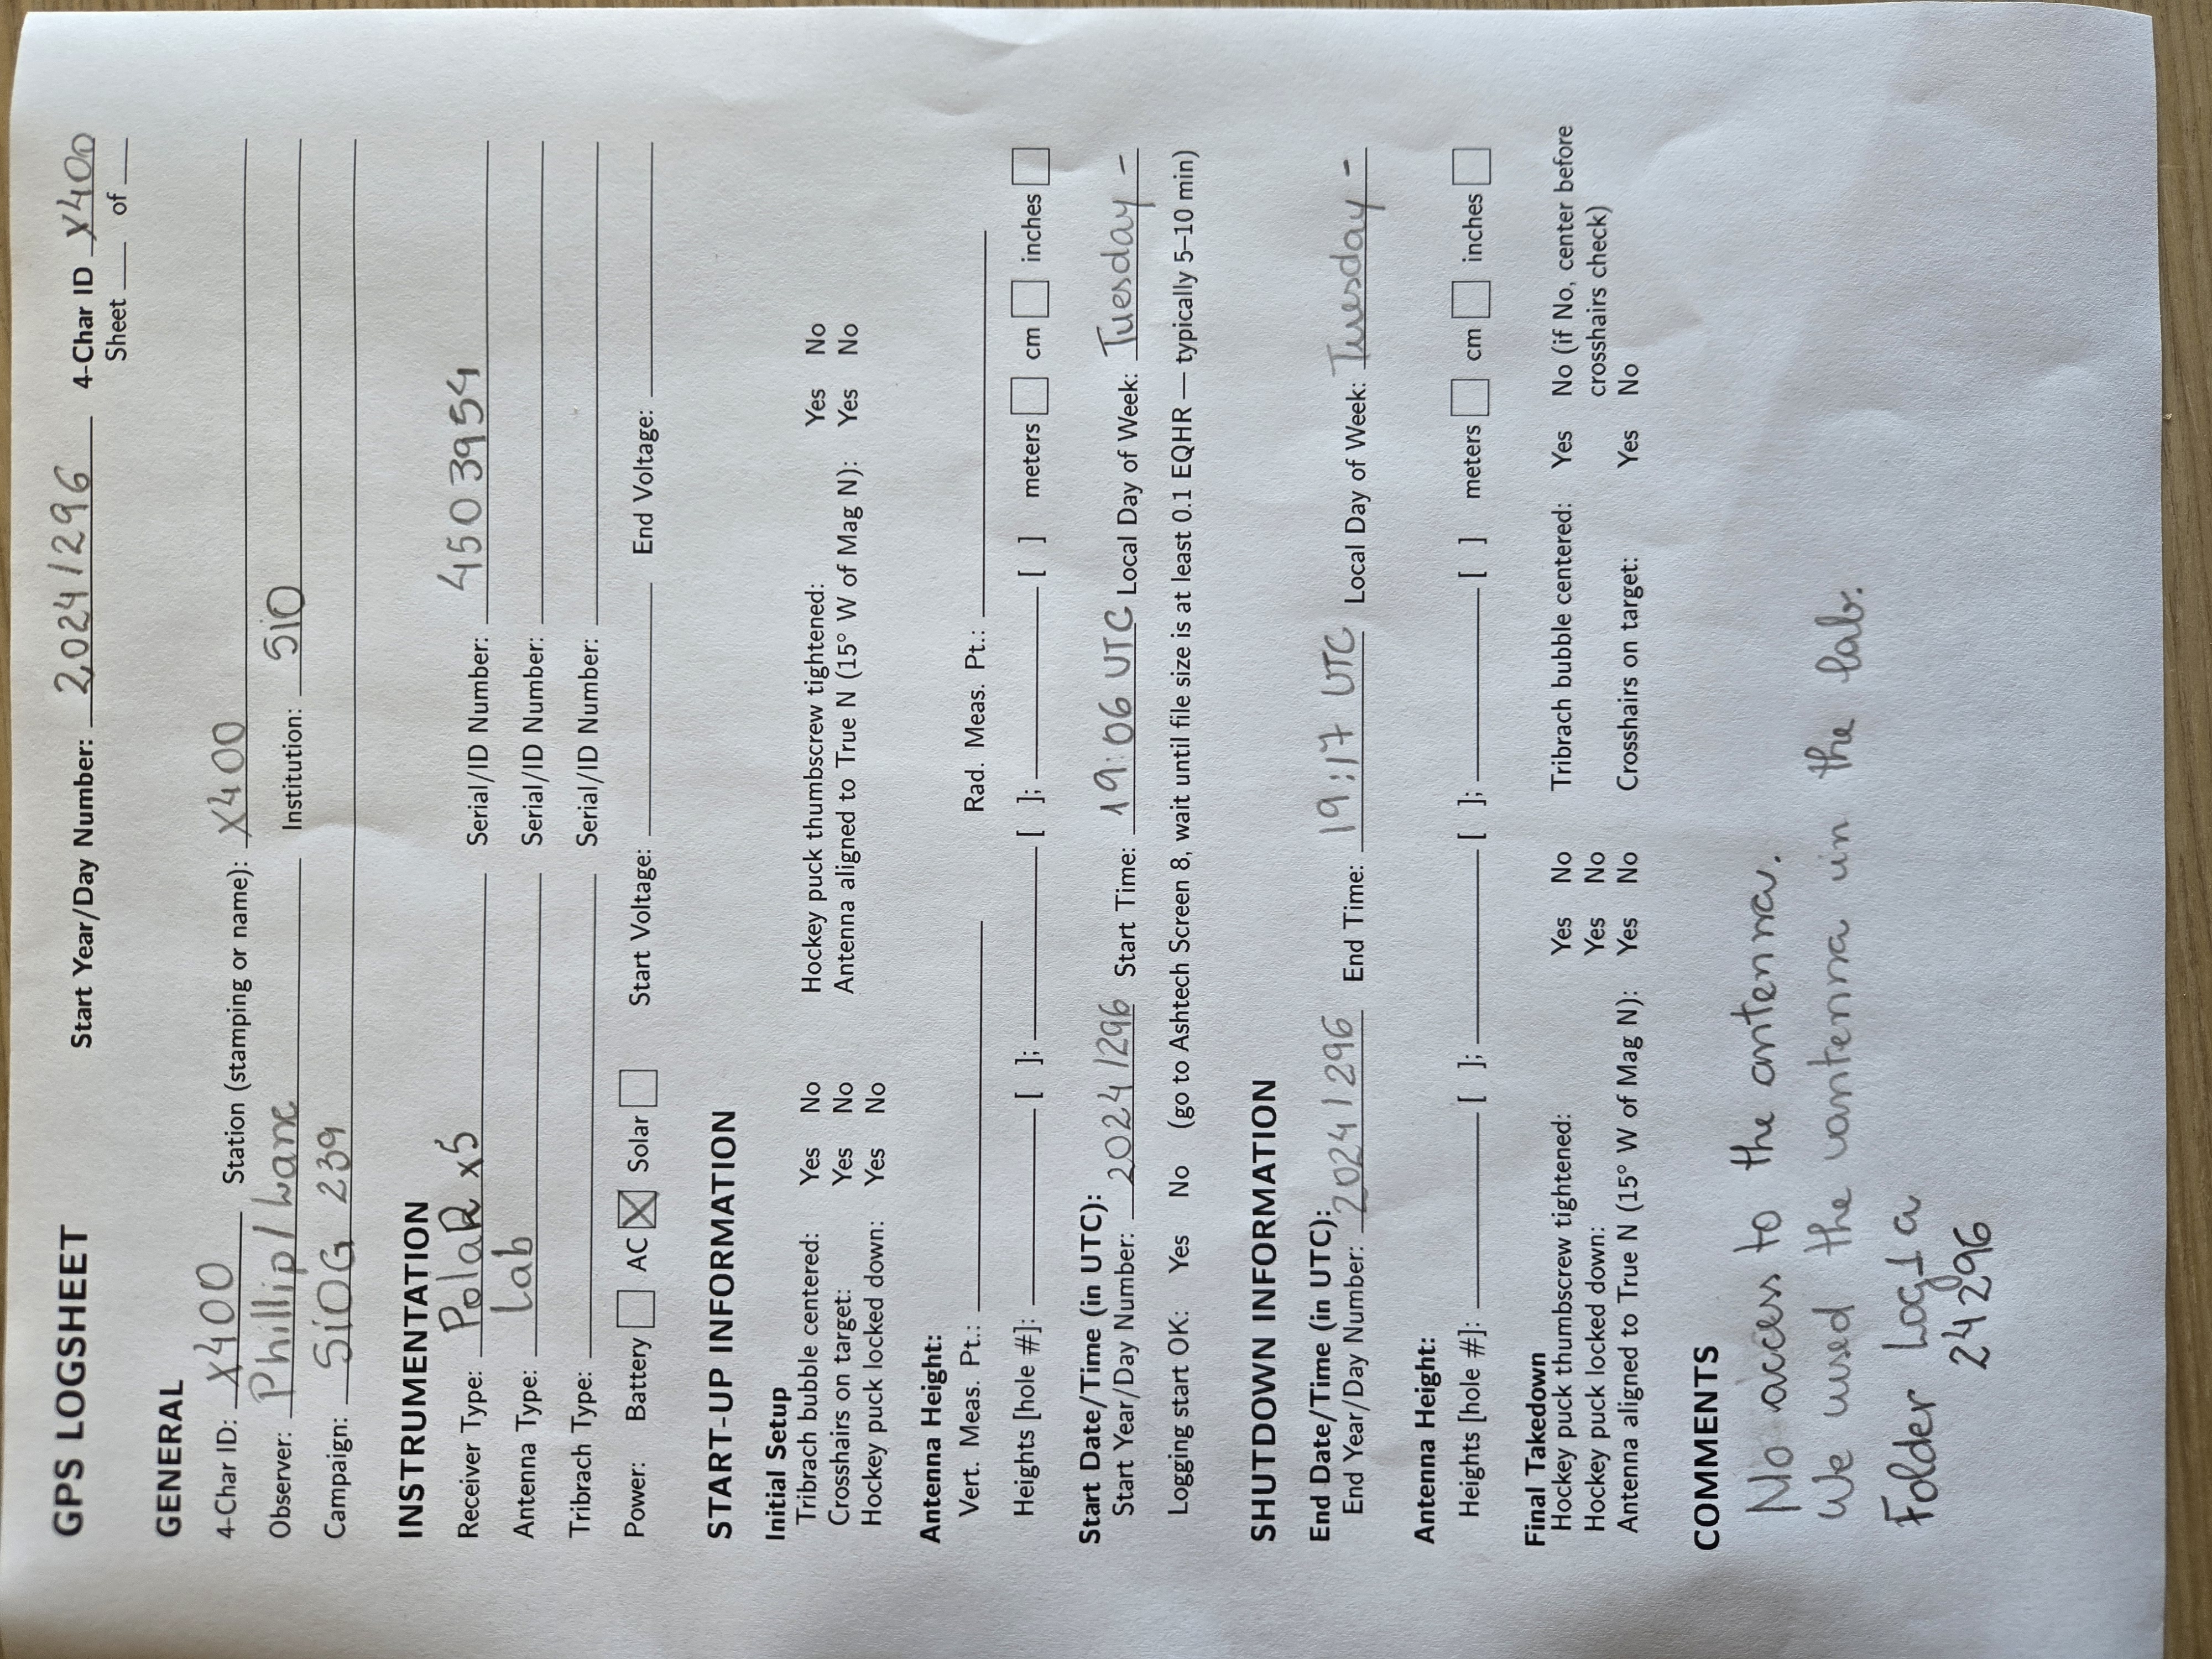 GPS LOGSHEET Start Year/Day Number: 2024/296 4-Char ID X400
Sheet ____ of ____
GENERAL
4-Char ID: X400 Station (stamping or name): X400
Observer: Phillip/Lane Institution: SIO
Campaign: SIOG 239
INSTRUMENTATION
Receiver Type: PolaR x5 Serial/ID Number: 4503954
Antenna Type: Lab Serial/ID Number:
Tribrach Type: Serial/ID Number:
Power: Battery AC Solar Start Voltage: End Voltage:
START-UP INFORMATION
Initial Setup
Tribrach bubble centered: Yes No Hockey puck thumbscrew tightened: Yes No
Crosshairs on target: Yes No Antenna aligned to True N (15° W of Mag N): Yes No
Hockey puck locked down: Yes No
Antenna Height:
Vert. Meas. Pt.: Rad. Meas. Pt.:
Heights [hole #]: [ ]; [ ]; [ ] meters cm inches
Start Date/Time (in UTC):
Start Year/Day Number: 2024/296 Start Time: 19:06 UTC Local Day of Week: Tuesday -
Logging start OK: Yes No (go to Ashtech Screen 8, wait until file size is at least 0.1 EQHR — typically 5–10 min)
SHUTDOWN INFORMATION
End Date/Time (in UTC):
End Year/Day Number: 2024/296 End Time: 19:17 UTC Local Day of Week: Tuesday -
Antenna Height:
Heights [hole #]: [ ]; [ ]; [ ] meters cm inches
Final Takedown
Hockey puck thumbscrew tightened: Yes No Tribrach bubble centered: Yes No (if No, center before
Hockey puck locked down: Yes No crosshairs check)
Antenna aligned to True N (15° W of Mag N): Yes No Crosshairs on target: Yes No
COMMENTS
No access to the antenna.
We used the antenna in the lab.
Folder Log1a
24296